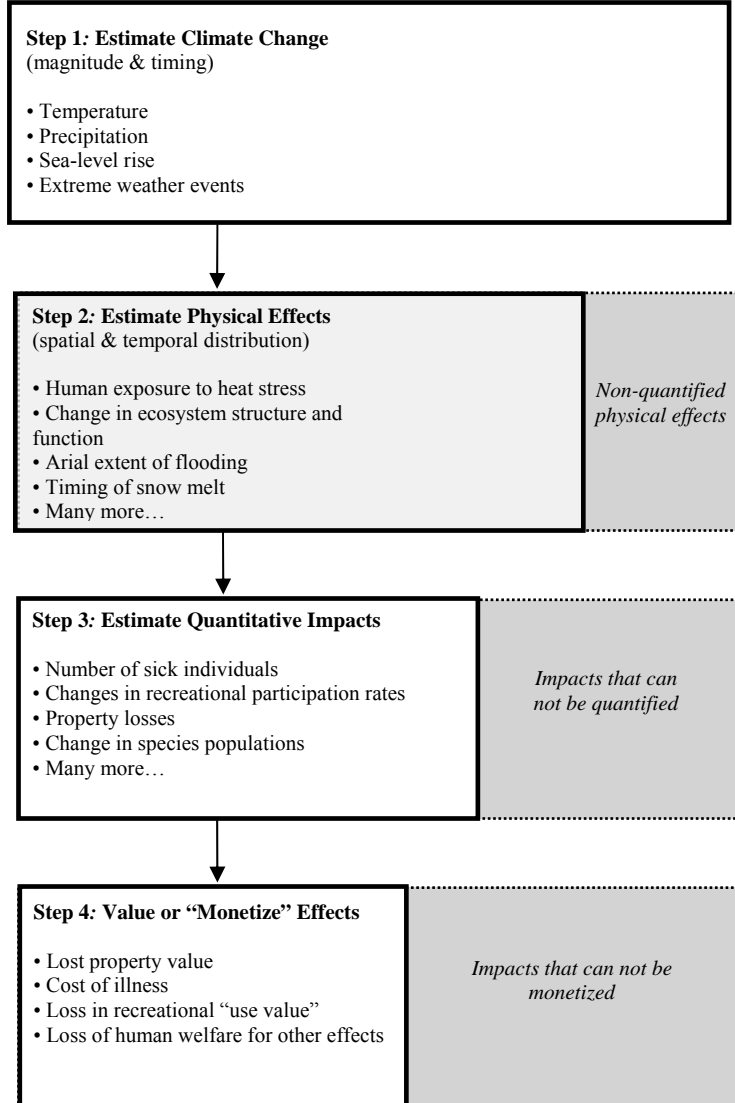 Step 1: Estimate Climate Change
(magnitude & timing)
• Temperature
• Precipitation
• Sea-level rise
• Extreme weather events
Step 2: Estimate Physical Effects
(spatial & temporal distribution)
• Human exposure to heat stress
• Change in ecosystem structure and
function
• Arial extent of flooding
• Timing of snow melt
• Many more…
Non-quantified
physical effects
Step 3: Estimate Quantitative Impacts
• Number of sick individuals
• Changes in recreational participation rates
• Property losses
• Change in species populations
• Many more…
Impacts that can
not be quantified
Step 4: Value or “Monetize” Effects
• Lost property value
• Cost of illness
• Loss in recreational “use value”
• Loss of human welfare for other effects
Impacts that can not be
monetized